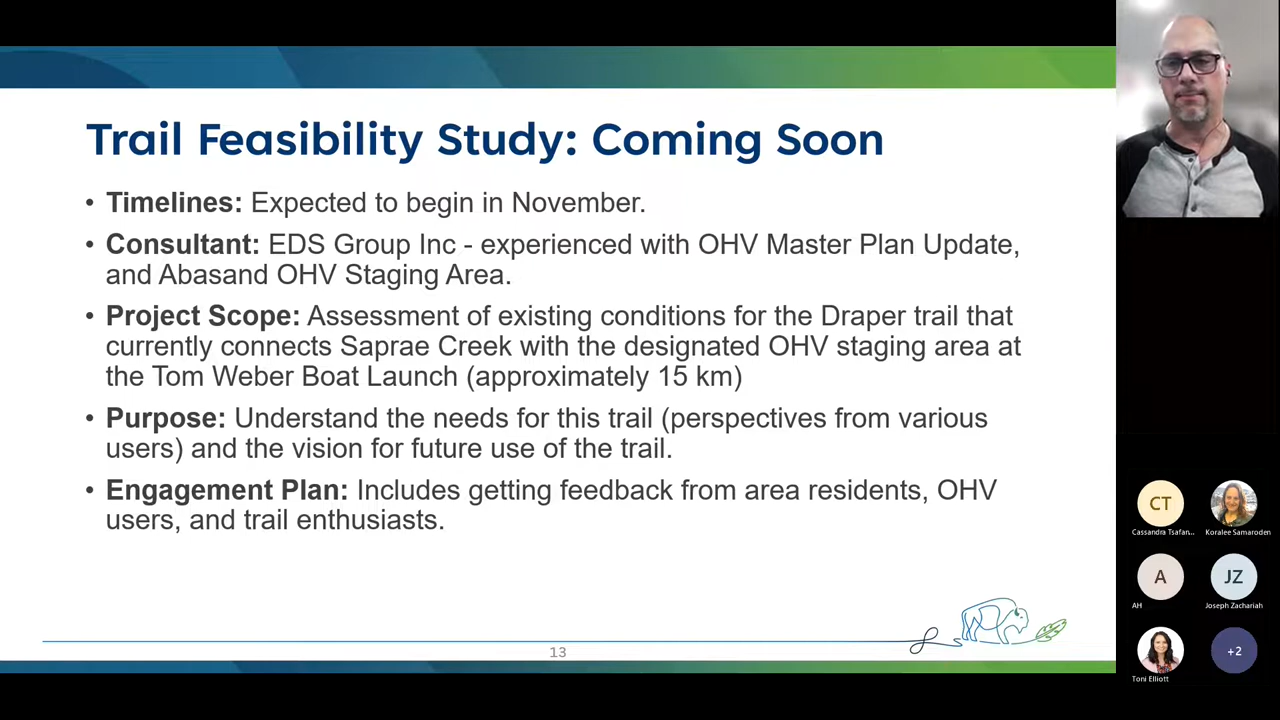 Trail Feasibility Study: Coming Soon
• Timelines: Expected to begin in November.
• Consultant: EDS Group Inc - experienced with OHV Master Plan Update,
and Abasand OHV Staging Area.
• Project Scope: Assessment of existing conditions for the Draper trail that
currently connects Saprae Creek with the designated OHV staging area at
the Tom Weber Boat Launch (approximately 15 km)
• Purpose: Understand the needs for this trail (perspectives from various
users) and the vision for future use of the trail.
• Engagement Plan: Includes getting feedback from area residents, OHV
users, and trail enthusiasts.
13
CT
Cassandra Tsafan...
Koralee Samaroden
A
AH
JZ
Joseph Zachariah
Toni Elliott
+2